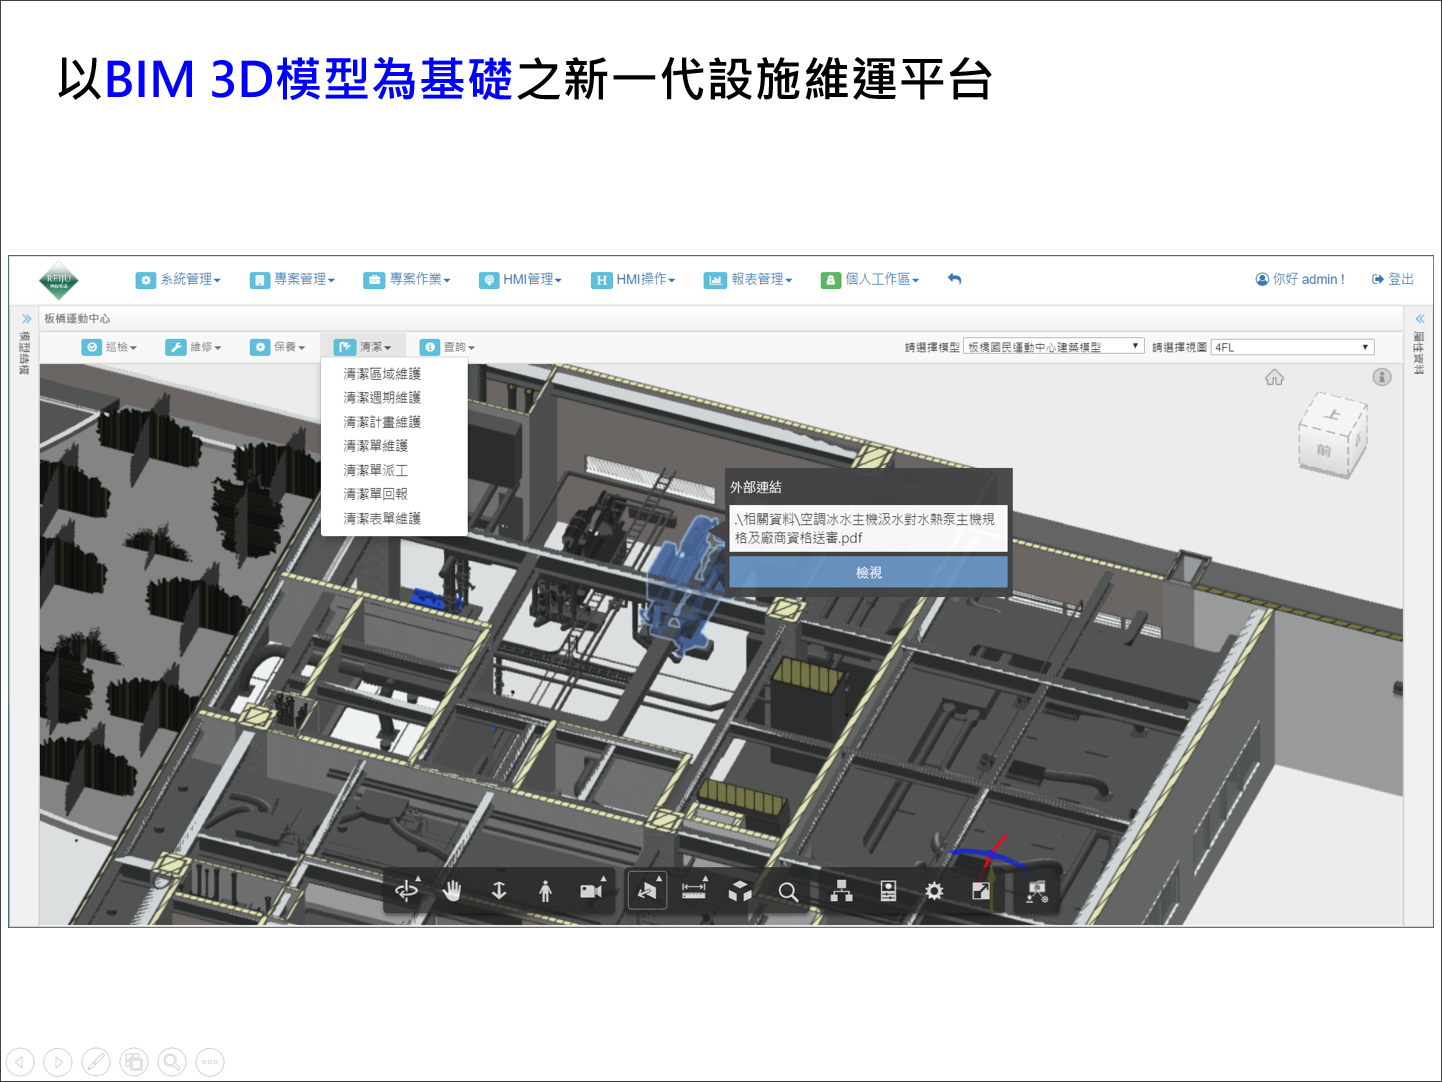 以BIM 3D模型為基礎之新一代設施維運平台
REIJU
系統管理 專案管理 專案作業 HMI管理 HMI操作 報表管理 個人工作區 你好 admin ! 登出
板橋運動中心
模型結構
屬性資料
巡檢 維修 保養 清潔 查詢 請選擇模型 板橋國民運動中心建築模型 請選擇視圖 4FL
清潔區域維護
清潔週期維護
清潔計畫維護
清潔單維護
清潔單派工
清潔單回報
清潔表單維護
上
前
外部連結
.\相關資料\空調冰水主機汲水對水熱泵主機規
格及廠商資格送審.pdf
檢視